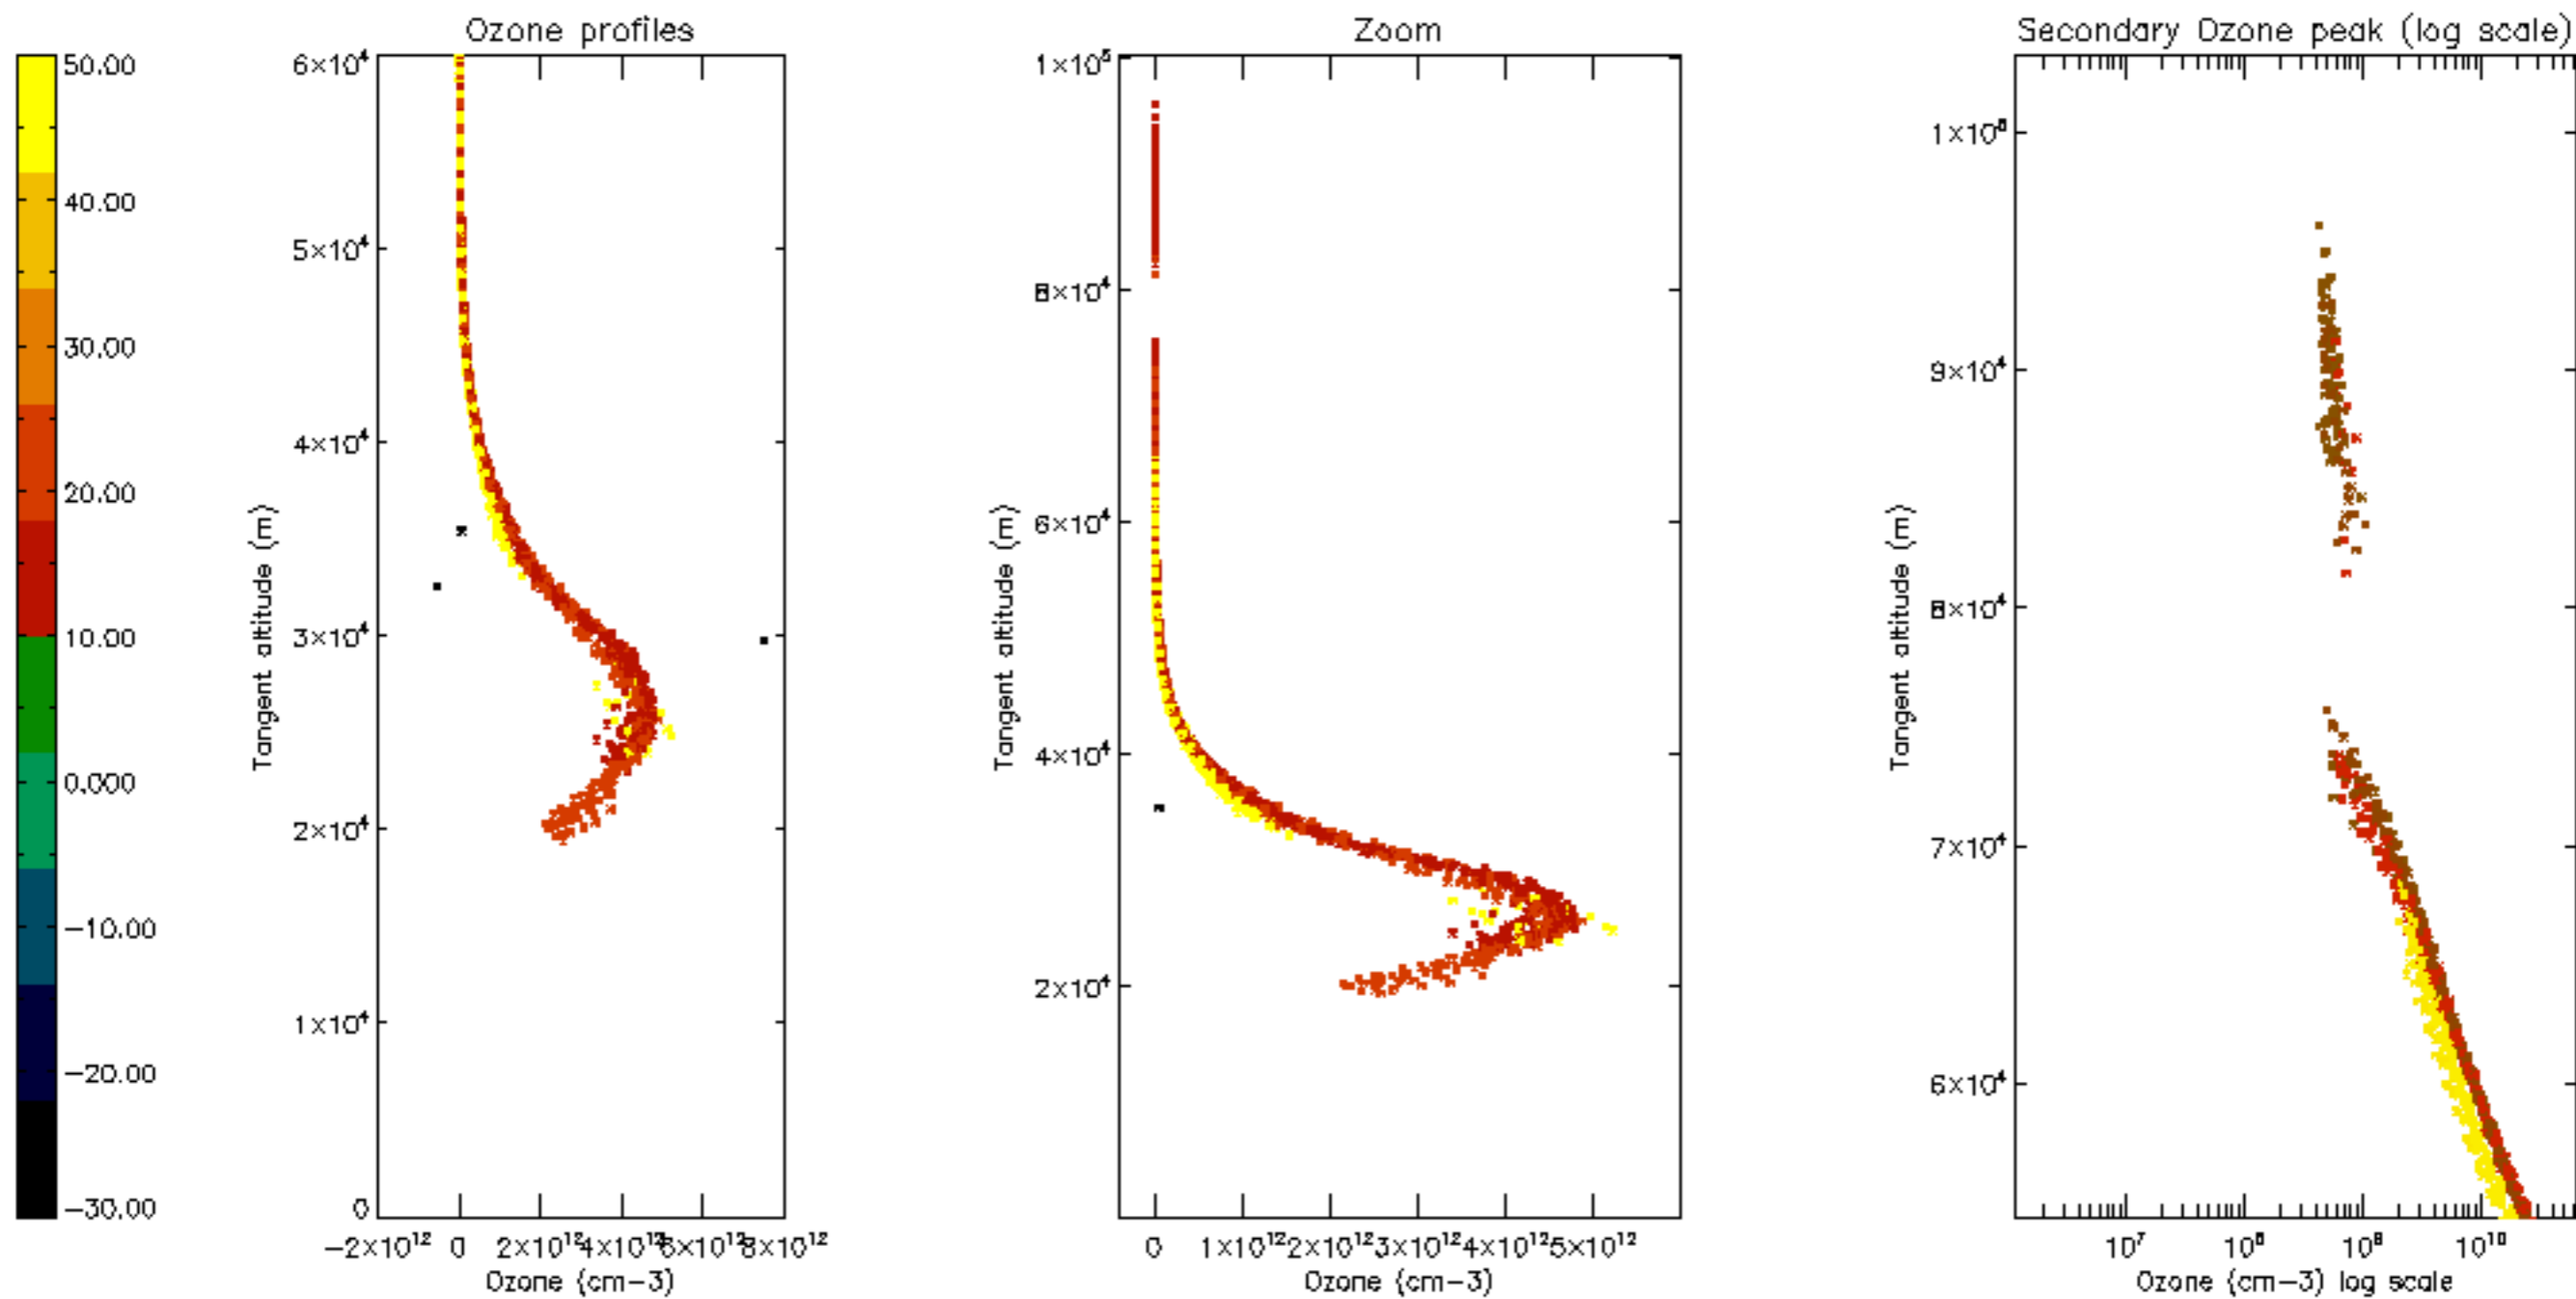 Ozone profiles
Zoom
Secondary Ozone peak (log scale)
50.00
40.00
30.00
20.00
10.00
0.000
−10.00
−20.00
−30.00
6×10⁴
5×10⁴
4×10⁴
3×10⁴
2×10⁴
1×10⁴
0
Tangent altitude (m)
−2×10¹² 0 2×10¹² 4×10¹² 6×10¹² 8×10¹²
Ozone (cm−3)
1×10⁵
8×10⁴
6×10⁴
4×10⁴
2×10⁴
Tangent altitude (m)
0 1×10¹² 2×10¹² 3×10¹² 4×10¹² 5×10¹²
Ozone (cm−3)
1×10⁵
9×10⁴
8×10⁴
7×10⁴
6×10⁴
Tangent altitude (m)
10⁷ 10⁸ 10⁹ 10¹⁰
Ozone (cm−3) log scale